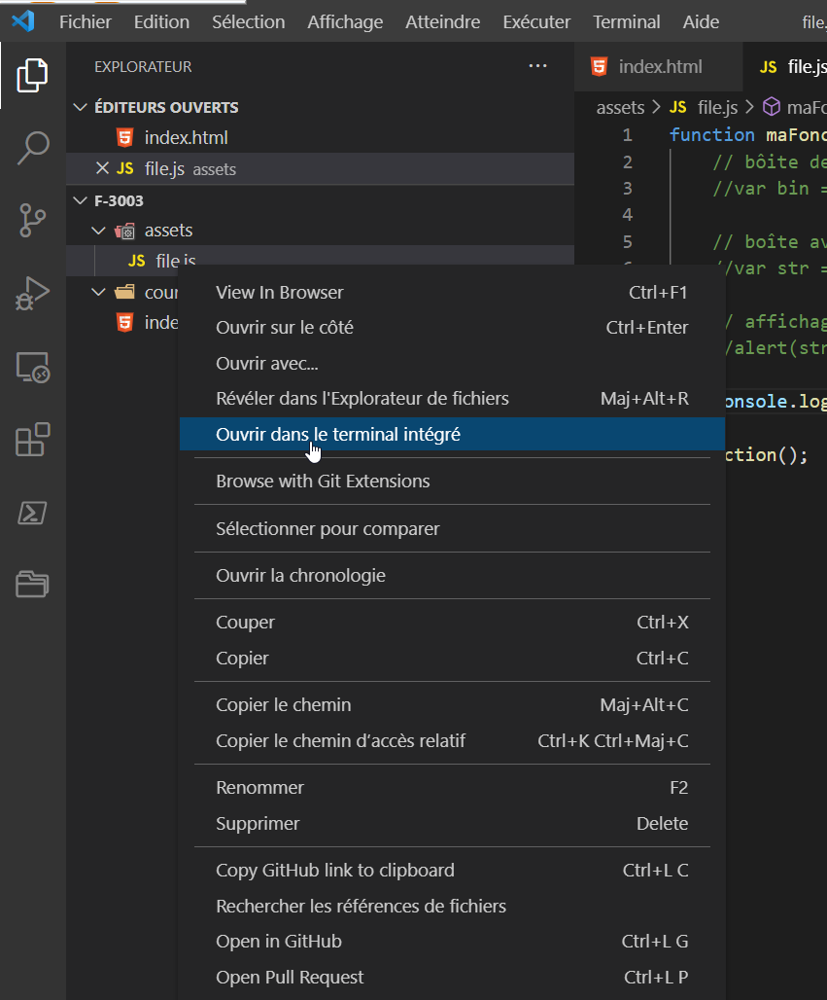 Fichier Edition Sélection Affichage Atteindre Exécuter Terminal Aide file.
EXPLORATEUR ...
ÉDITEURS OUVERTS
index.html
JS file.js assets
F-3003
assets
JS file.js
cour
inde
index.html JS file.js
assets > JS file.js > maFo
1 function maFonc
2 // bôite de
3 //var bin =
4
5 // boîte av
6 //var str =
/ affichag
/alert(str
onsole.log
ction();
View In Browser Ctrl+F1
Ouvrir sur le côté Ctrl+Enter
Ouvrir avec...
Révéler dans l'Explorateur de fichiers Maj+Alt+R
Ouvrir dans le terminal intégré
Browse with Git Extensions
Sélectionner pour comparer
Ouvrir la chronologie
Couper Ctrl+X
Copier Ctrl+C
Copier le chemin Maj+Alt+C
Copier le chemin d'accès relatif Ctrl+K Ctrl+Maj+C
Renommer F2
Supprimer Delete
Copy GitHub link to clipboard Ctrl+L C
Rechercher les références de fichiers
Open in GitHub Ctrl+L G
Open Pull Request Ctrl+L P